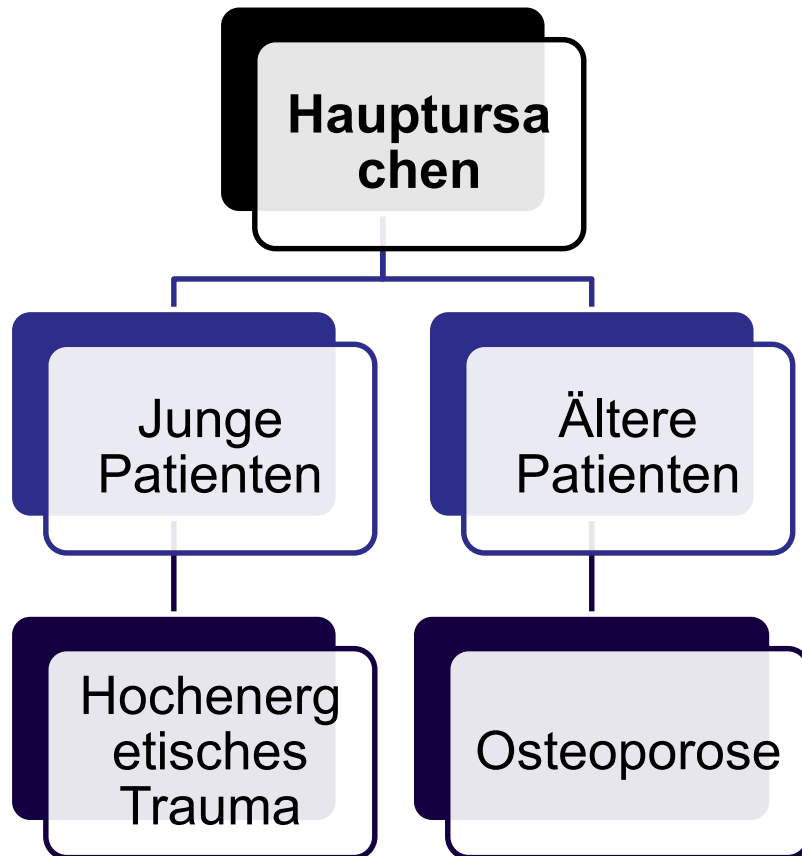 Hauptursa
chen
Junge
Patienten
Ältere
Patienten
Hochenerg
etisches
Trauma
Osteoporose